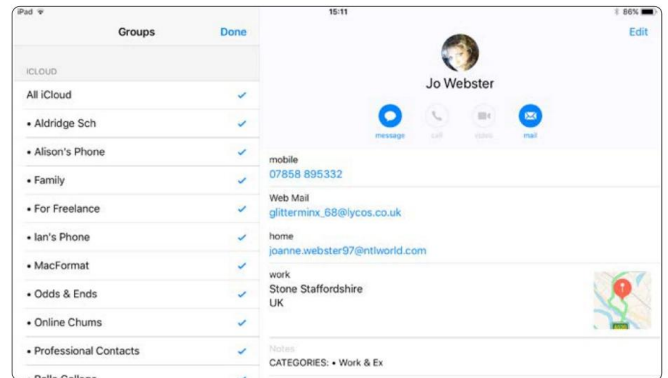 iPad
15:11
86%
Groups
Done
Edit
ICLOUD
All iCloud
• Aldridge Sch
• Alison's Phone
• Family
• For Freelance
• Ian's Phone
• MacFormat
• Odds & Ends
• Online Chums
• Professional Contacts
Jo Webster
message
call
video
mail
mobile
07858 895332
Web Mail
glitterminx_68@lycos.co.uk
home
joanne.webster97@ntlworld.com
work
Stone Staffordshire
UK
Notes
CATEGORIES: • Work & Ex